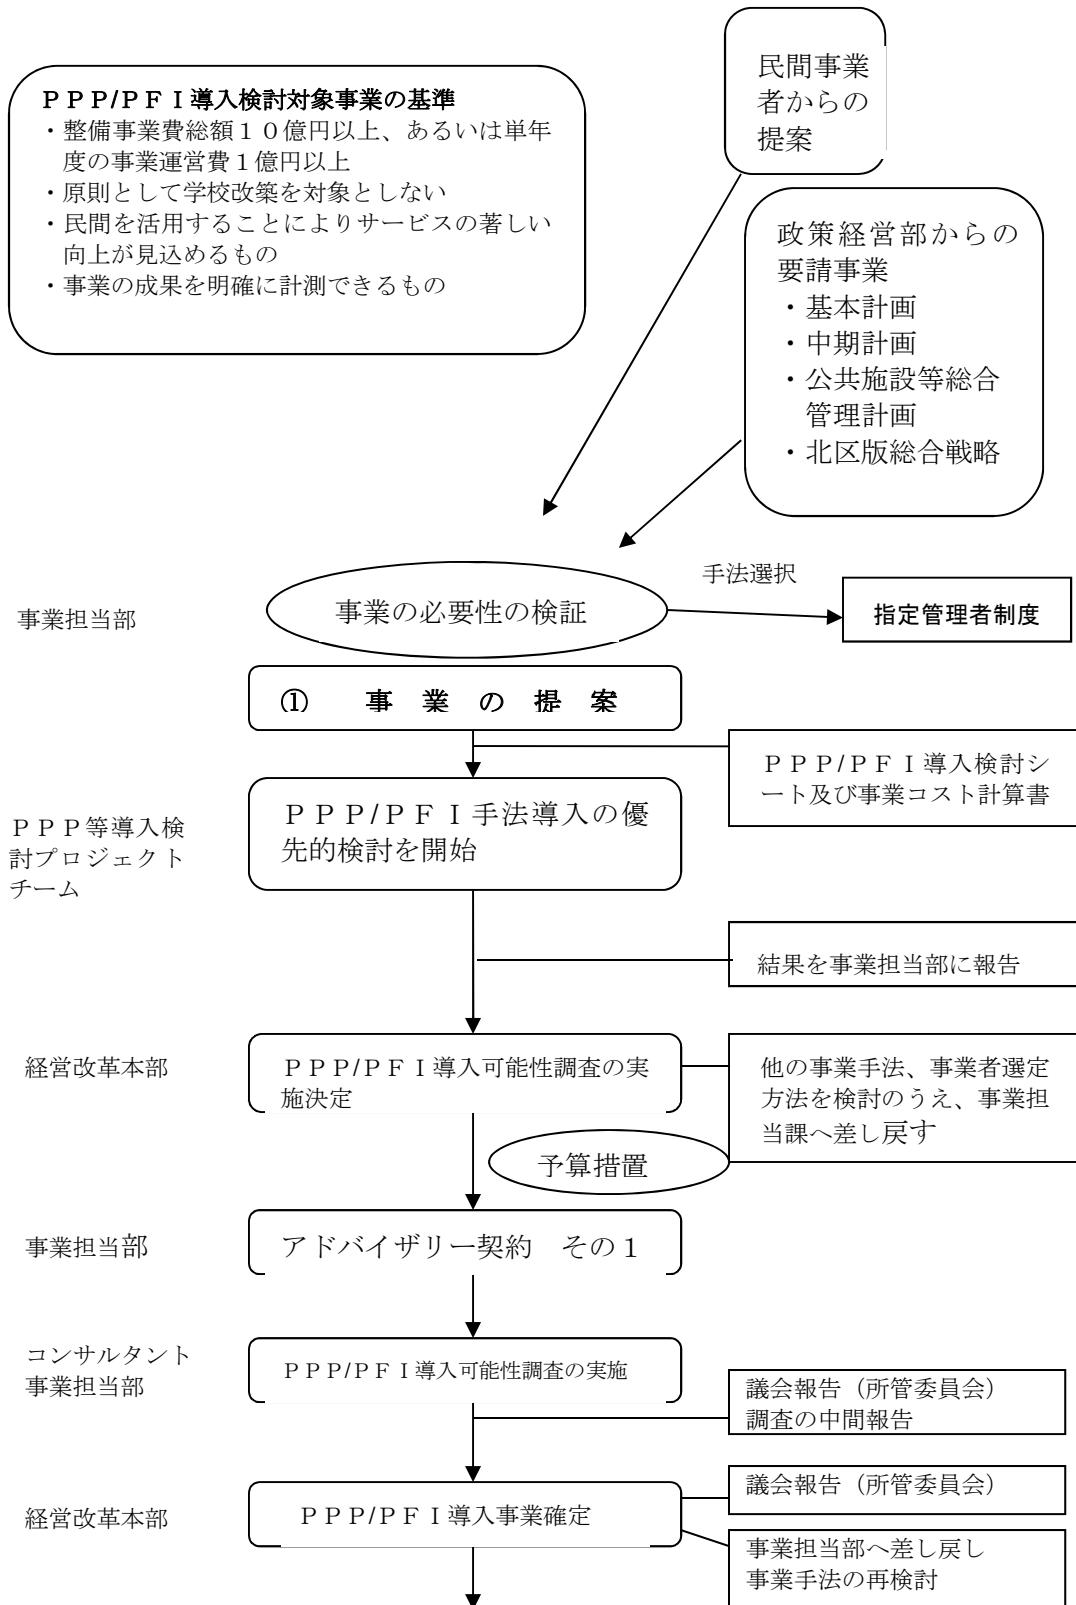 民間事業
者からの
提案
ＰＰＰ/ＰＦＩ導入検討対象事業の基準
・整備事業費総額１０億円以上、あるいは単年
度の事業運営費１億円以上
・原則として学校改築を対象としない
・民間を活用することによりサービスの著しい
向上が見込めるもの
・事業の成果を明確に計測できるもの
政策経営部からの
要請事業
・基本計画
・中期計画
・公共施設等総合
管理計画
・北区版総合戦略
手法選択
事業担当部
事業の必要性の検証
指定管理者制度
①　事　業　の　提　案
ＰＰＰ/ＰＦＩ導入検討シ
ート及び事業コスト計算書
ＰＰＰ等導入検
討プロジェクト
チーム
ＰＰＰ/ＰＦＩ手法導入の優
先的検討を開始
結果を事業担当部に報告
経営改革本部
ＰＰＰ/ＰＦＩ導入可能性調査の実
施決定
他の事業手法、事業者選定
方法を検討のうえ、事業担
当課へ差し戻す
予算措置
事業担当部
アドバイザリー契約　その１
コンサルタント
事業担当部
ＰＰＰ/ＰＦＩ導入可能性調査の実施
議会報告（所管委員会）
調査の中間報告
経営改革本部
ＰＰＰ/ＰＦＩ導入事業確定
議会報告（所管委員会）
事業担当部へ差し戻し
事業手法の再検討